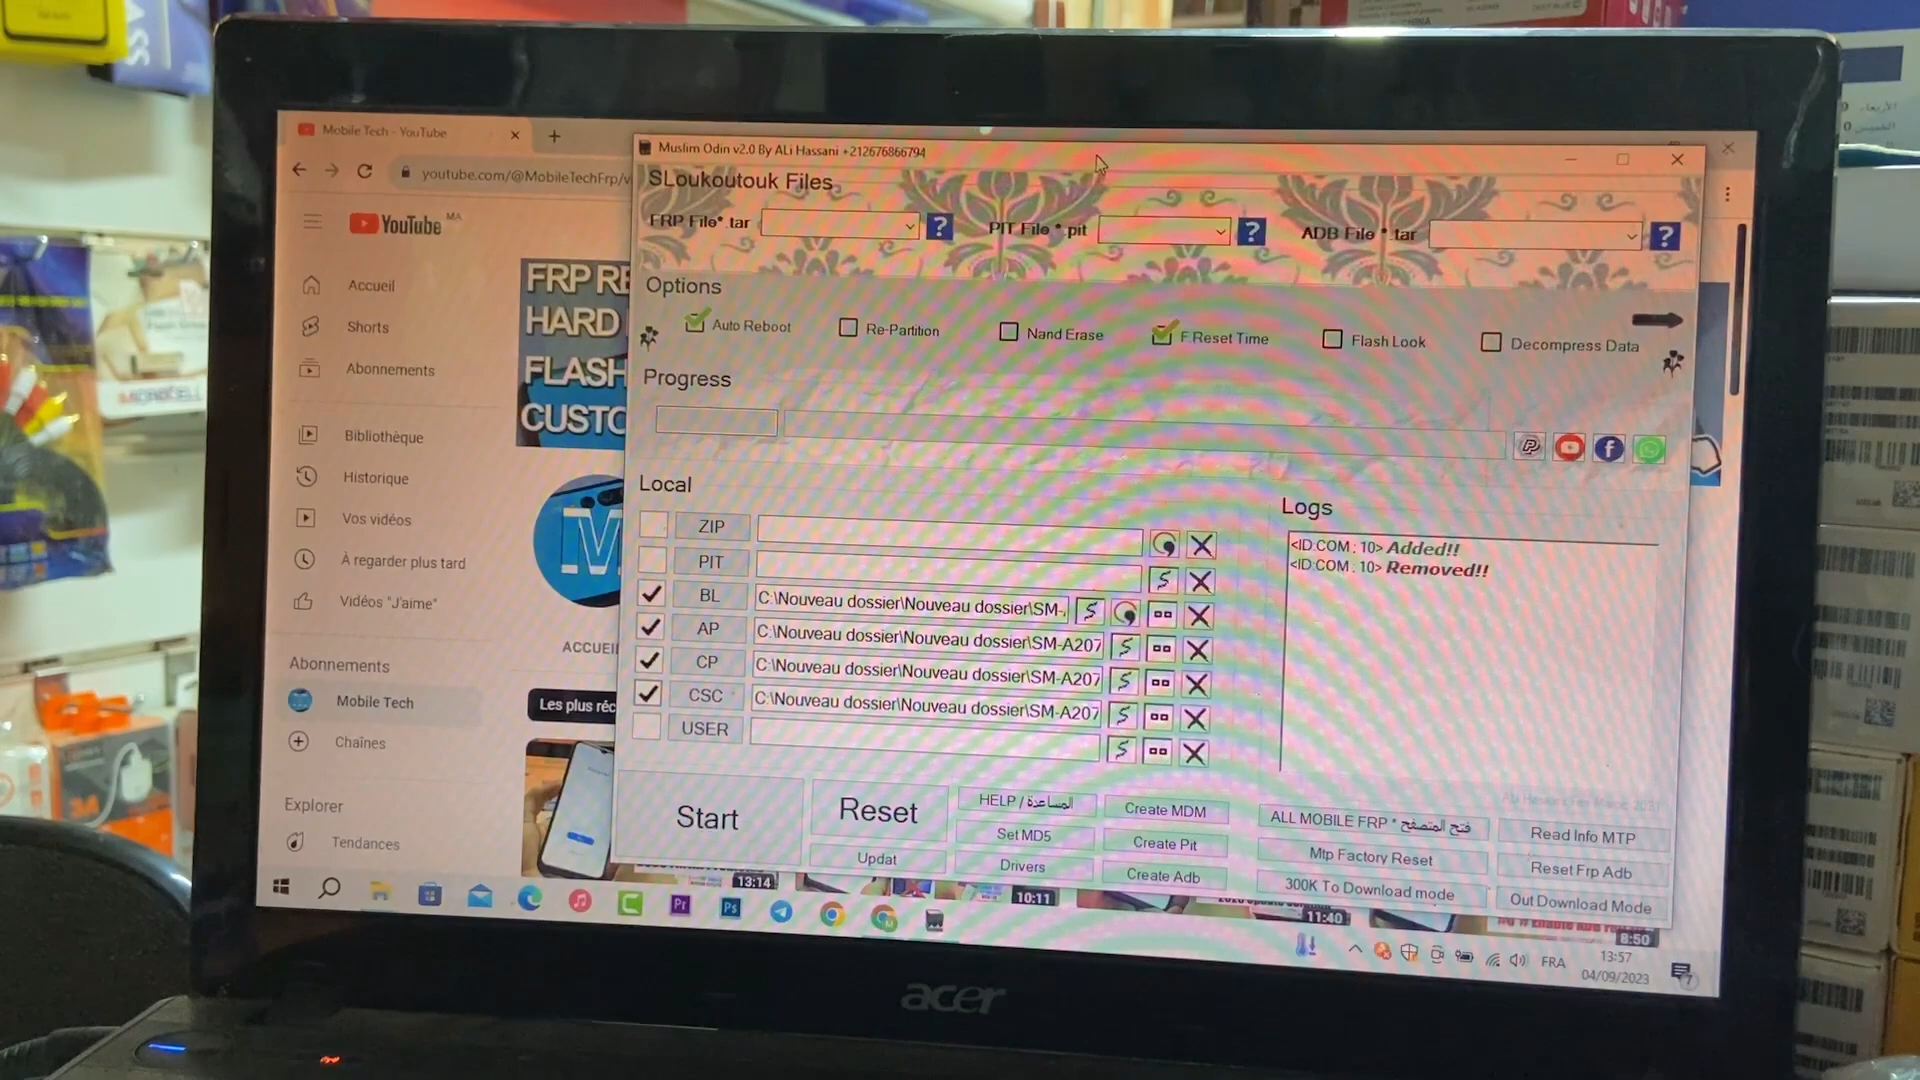 Mobile Tech - YouTube
youtube.com/@MobileTechFrp/v
YouTube MA
Accueil
Shorts
Abonnements
Bibliothèque
Historique
Vos vidéos
À regarder plus tard
Vidéos "J'aime"
Abonnements
Mobile Tech
Chaînes
Explorer
Tendances
FRP RE
HARD
FLASH
CUSTO
ACCUEI
Les plus réc
Muslim Odin v2.0 By ALi Hassani +212676866794
SLoukoutouk Files
FRP File*.tar
?
PIT File *.pit
?
ADB File *.tar
?
Options
Auto Reboot
Re-Partition
Nand Erase
F.Reset Time
Flash Look
Decompress Data
Progress
Local
ZIP
PIT
BL C:\Nouveau dossier\Nouveau dossier\SM-
AP C:\Nouveau dossier\Nouveau dossier\SM-A207
CP C:\Nouveau dossier\Nouveau dossier\SM-A207
CSC C:\Nouveau dossier\Nouveau dossier\SM-A207
USER
Logs
<ID:COM : 10> Added!!
<ID:COM : 10> Removed!!
Start
Reset
Updat
HELP / المساعدة
Set MD5
Drivers
Create MDM
Create Pit
Create Adb
ALL MOBILE FRP * فتح المتصفح
Mtp Factory Reset
300K To Download mode
Read Info MTP
Reset Frp Adb
Out Download Mode
13:14
10:11
11:40
8:50
Pr
Ps
FRA
13:57
04/09/2023
7
acer
الأربعاء
الخميس